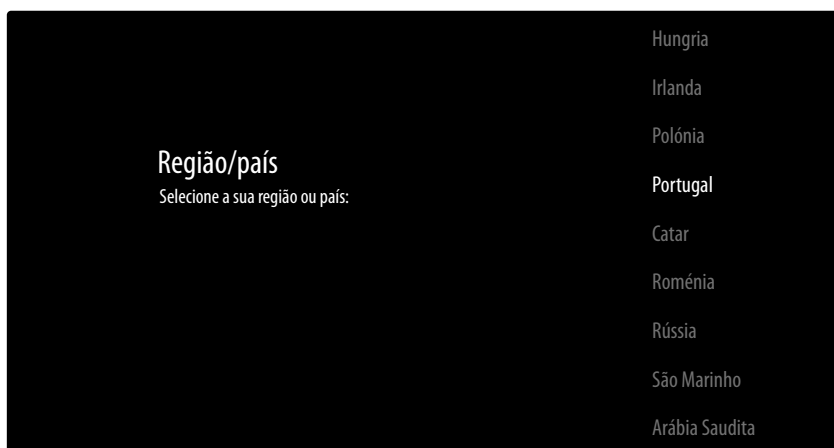 Região/país
Selecione a sua região ou país:
Hungria
Irlanda
Polónia
Portugal
Catar
Roménia
Rússia
São Marinho
Arábia Saudita